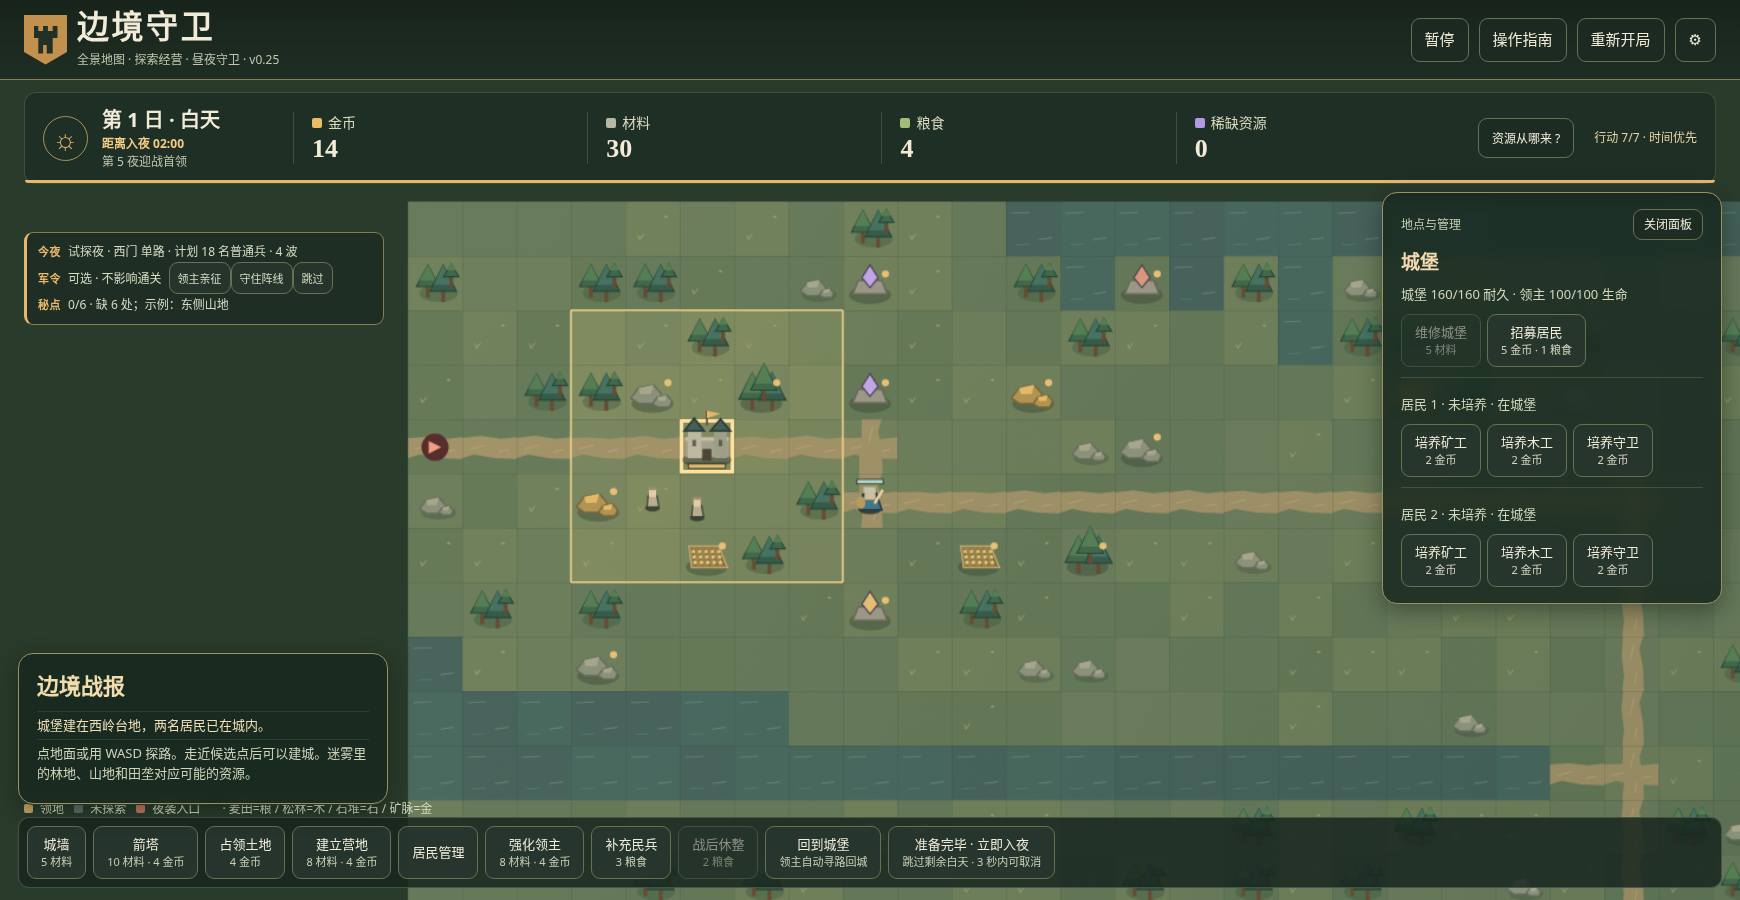 边境守卫
全景地图 · 探索经营 · 昼夜守卫 · v0.25
暂停
操作指南
重新开局
第 1 日 · 白天
距离入夜 02:00
第 5 夜迎战首领
金币
14
材料
30
粮食
4
稀缺资源
0
资源从哪来？
行动 7/7 · 时间优先
今夜 试探夜 · 西门 单路 · 计划 18 名普通兵 · 4 波
军令 可选 · 不影响通关 领主亲征 守住阵线 跳过
秘点 0/6 · 缺 6 处；示例：东侧山地
地点与管理
关闭面板
城堡
城堡 160/160 耐久 · 领主 100/100 生命
维修城堡
5 材料
招募居民
5 金币 · 1 粮食
居民 1 · 未培养 · 在城堡
培养矿工
2 金币
培养木工
2 金币
培养守卫
2 金币
居民 2 · 未培养 · 在城堡
培养矿工
2 金币
培养木工
2 金币
培养守卫
2 金币
边境战报
城堡建在西岭台地，两名居民已在城内。
点地面或用 WASD 探路。走近候选点后可以建城。迷雾里
的林地、山地和田垄对应可能的资源。
领地 未探索 夜袭入口 · 麦田=粮 / 松林=木 / 石堆=石 / 矿脉=金
城墙
5 材料
箭塔
10 材料 · 4 金币
占领土地
4 金币
建立营地
8 材料 · 4 金币
居民管理
强化领主
8 材料 · 4 金币
补充民兵
3 粮食
战后休整
2 粮食
回到城堡
领主自动寻路回城
准备完毕 · 立即入夜
跳过剩余白天 · 3 秒内可取消